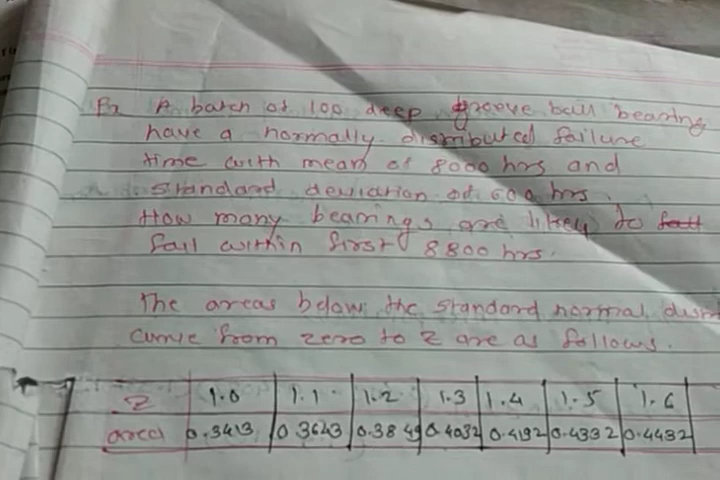 A batch of 100 deep groove ball bearing
have a normally distributed failure
time with mean of 8000 hrs and
standard deviation of 600 hrs.
How many bearings are likely to
fail within first 8800 hrs.
The areas below the standard normal
curve from zero to z are as follows.
z 1.0 1.1 1.2 1.3 1.4 1.5 1.6
area 0.3413 0.3643 0.3849 0.4032 0.4192 0.4332 0.4432